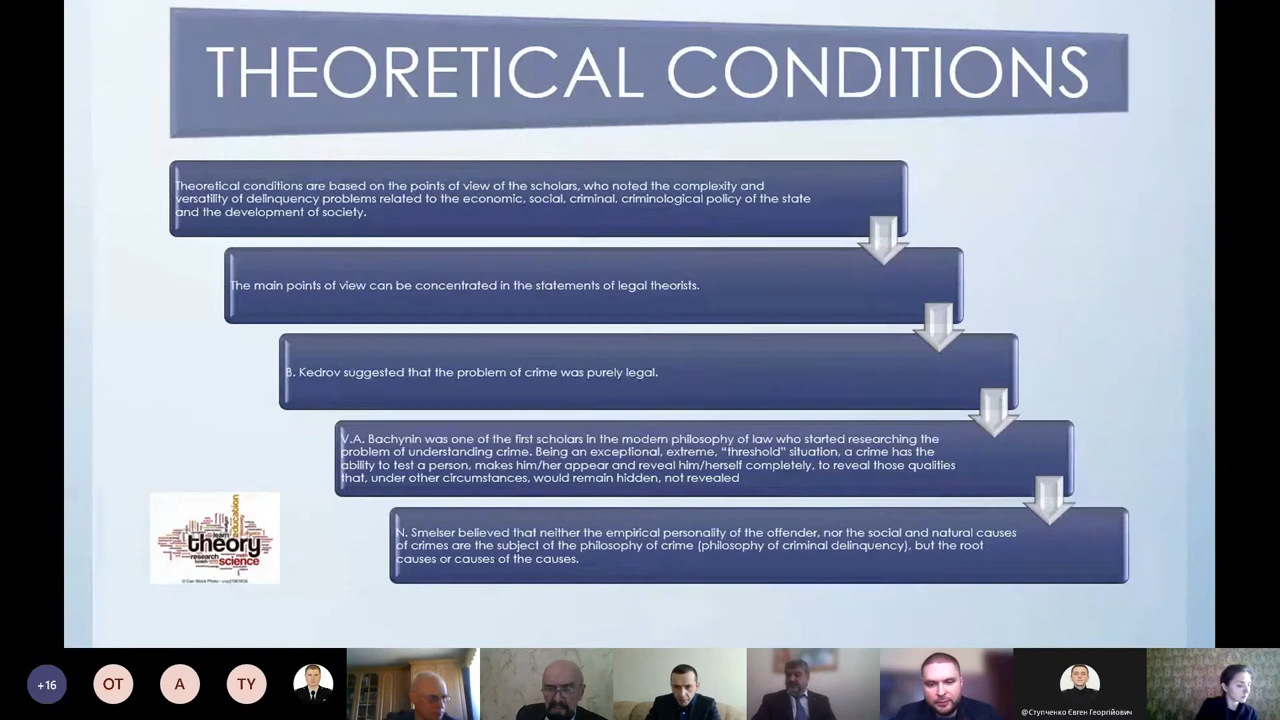 THEORETICAL CONDITIONS
Theoretical conditions are based on the points of view of the scholars, who noted the complexity and
versatility of delinquency problems related to the economic, social, criminal, criminological policy of the state
and the development of society.
The main points of view can be concentrated in the statements of legal theorists.
B. Kedrov suggested that the problem of crime was purely legal.
V.A. Bachynin was one of the first scholars in the modern philosophy of law who started researching the
problem of understanding crime. Being an exceptional, extreme, “threshold” situation, a crime has the
ability to test a person, makes him/her appear and reveal him/herself completely, to reveal those qualities
that, under other circumstances, would remain hidden, not revealed
N. Smelser believed that neither the empirical personality of the offender, nor the social and natural causes
of crimes are the subject of the philosophy of crime (philosophy of criminal delinquency), but the root
causes or causes of the causes.
education
learn
theory
research
science
+16
OT
A
TY
@Ступченко Євген Георгійович